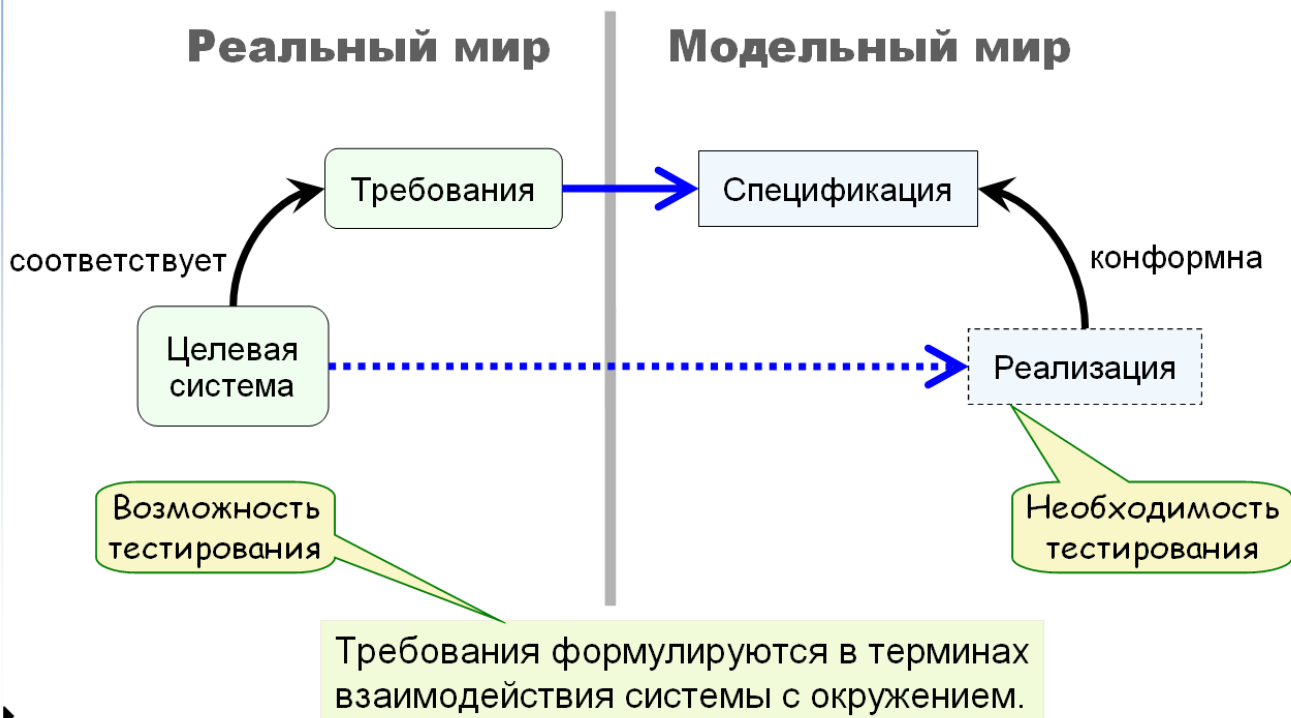 Реальный мир
Модельный мир
Требования
Спецификация
соответствует
конформна
Целевая
система
Реализация
Возможность
тестирования
Необходимость
тестирования
Требования формулируются в терминах
взаимодействия системы с окружением.